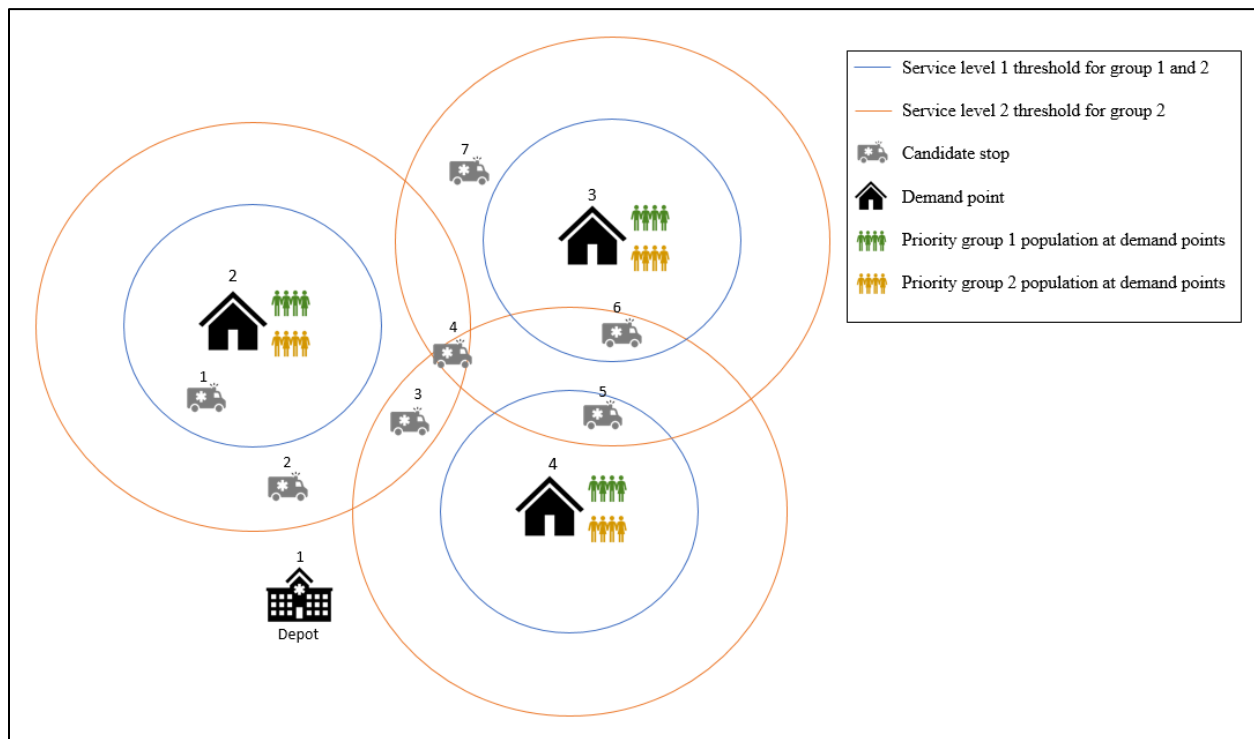 7
3
2
6
4
1
3
5
2
4
1
Depot
Service level 1 threshold for group 1 and 2
Service level 2 threshold for group 2
Candidate stop
Demand point
Priority group 1 population at demand points
Priority group 2 population at demand points